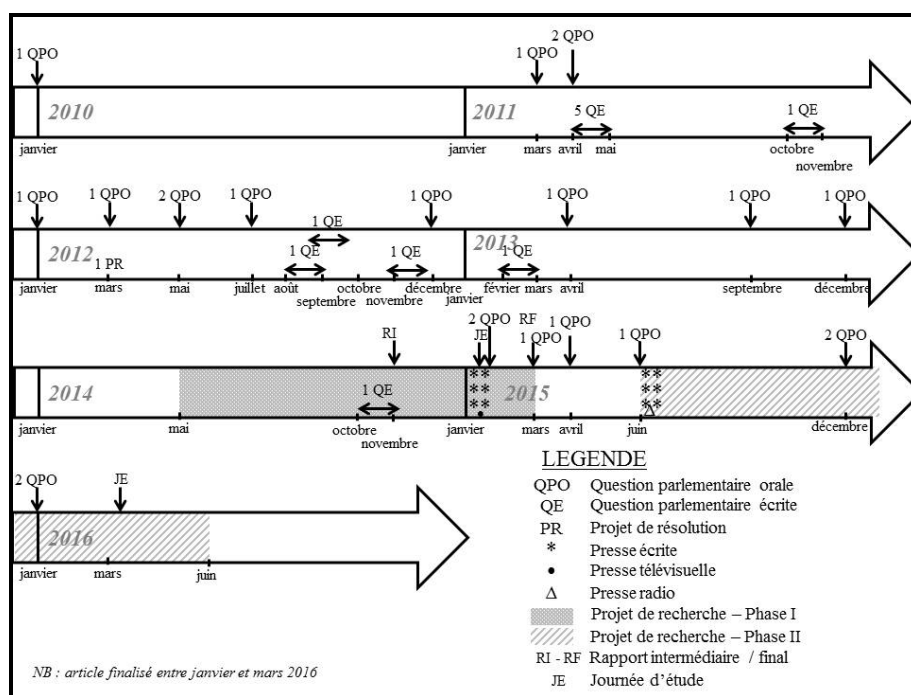 2 QPO
1 QPO 1 QPO
2010 2011 5 QE 1 QE
janvier janvier mars avril mai octobre
novembre
1 QPO 1 QPO 2 QPO 1 QPO 1 QPO 1 QPO 1 QPO 1 QPO
1 QE
2012 1 QE 1 QE 2013 1 QE
1 PR
janvier mars mai juillet août octobre décembre février mars avril septembre décembre
septembre novembre janvier
2 QPO RF 1 QPO
RI JE 1 QPO 1 QPO 2 QPO
** **
2014 1 QE ** 2015 **
** • ** Δ
janvier mai octobre janvier mars avril juin décembre
novembre
2 QPO JE
2016
janvier mars juin
NB : article finalisé entre janvier et mars 2016
LEGENDE
QPO Question parlementaire orale
QE Question parlementaire écrite
PR Projet de résolution
* Presse écrite
• Presse télévisuelle
Δ Presse radio
Projet de recherche – Phase I
Projet de recherche – Phase II
RI - RF Rapport intermédiaire / final
JE Journée d'étude